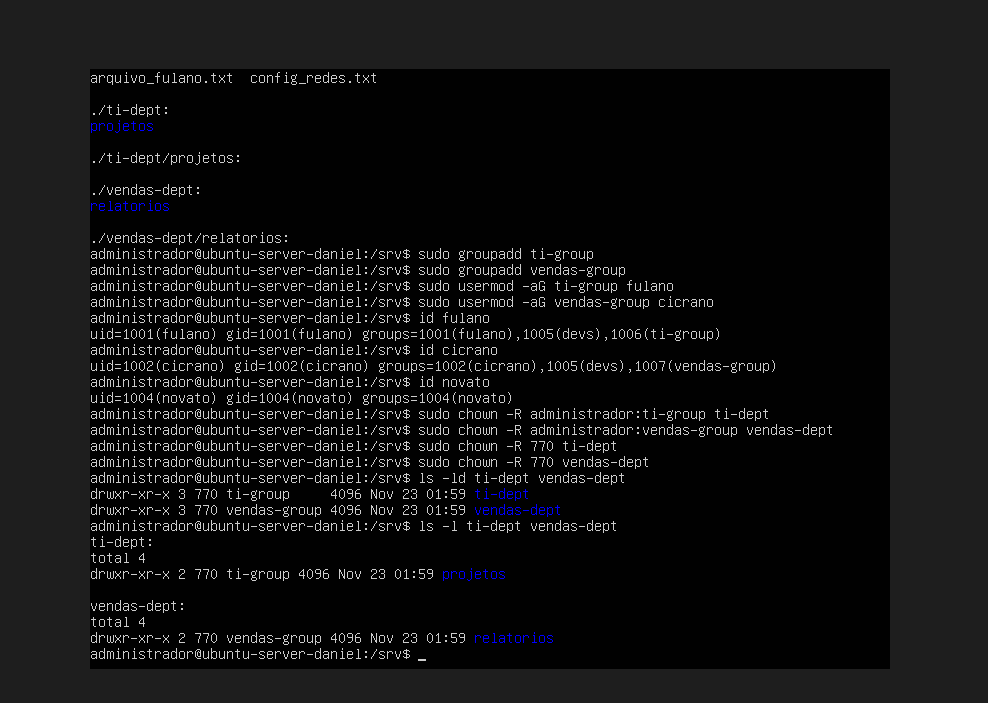 arquivo_fulano.txt  config_redes.txt
./ti-dept:
projetos
./ti-dept/projetos:
./vendas-dept:
relatorios
./vendas-dept/relatorios:
administrador@ubuntu-server-daniel:/srv$ sudo groupadd ti-group
administrador@ubuntu-server-daniel:/srv$ sudo groupadd vendas-group
administrador@ubuntu-server-daniel:/srv$ sudo usermod -aG ti-group fulano
administrador@ubuntu-server-daniel:/srv$ sudo usermod -aG vendas-group cicrano
administrador@ubuntu-server-daniel:/srv$ id fulano
uid=1001(fulano) gid=1001(fulano) groups=1001(fulano),1005(devs),1006(ti-group)
administrador@ubuntu-server-daniel:/srv$ id cicrano
uid=1002(cicrano) gid=1002(cicrano) groups=1002(cicrano),1005(devs),1007(vendas-group)
administrador@ubuntu-server-daniel:/srv$ id novato
uid=1004(novato) gid=1004(novato) groups=1004(novato)
administrador@ubuntu-server-daniel:/srv$ sudo chown -R administrador:ti-group ti-dept
administrador@ubuntu-server-daniel:/srv$ sudo chown -R administrador:vendas-group vendas-dept
administrador@ubuntu-server-daniel:/srv$ sudo chown -R 770 ti-dept
administrador@ubuntu-server-daniel:/srv$ sudo chown -R 770 vendas-dept
administrador@ubuntu-server-daniel:/srv$ ls -ld ti-dept vendas-dept
drwxr-xr-x 3 770 ti-group     4096 Nov 23 01:59 ti-dept
drwxr-xr-x 3 770 vendas-group 4096 Nov 23 01:59 vendas-dept
administrador@ubuntu-server-daniel:/srv$ ls -l ti-dept vendas-dept
ti-dept:
total 4
drwxr-xr-x 2 770 ti-group 4096 Nov 23 01:59 projetos
vendas-dept:
total 4
drwxr-xr-x 2 770 vendas-group 4096 Nov 23 01:59 relatorios
administrador@ubuntu-server-daniel:/srv$ _